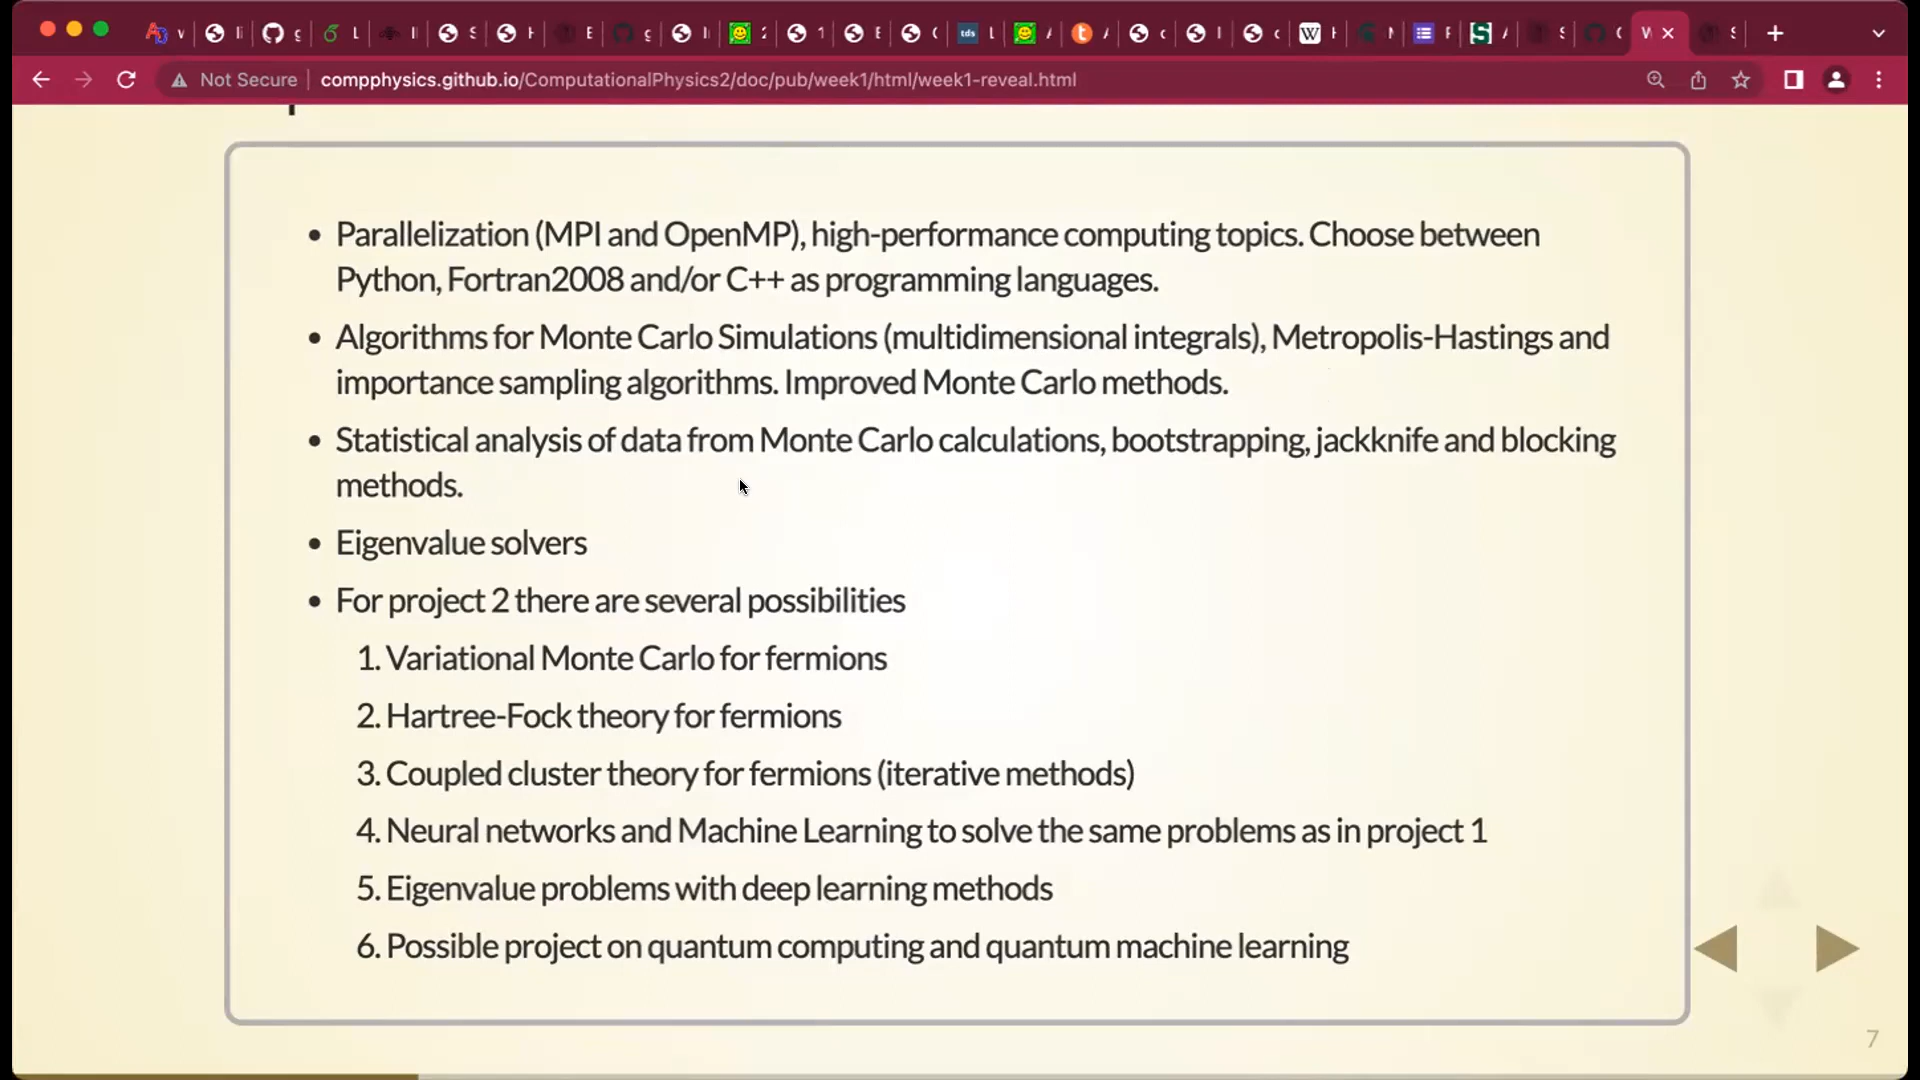 Not Secure
compphysics.github.io/ComputationalPhysics2/doc/pub/week1/html/week1-reveal.html
• Parallelization (MPI and OpenMP), high-performance computing topics. Choose between
Python, Fortran2008 and/or C++ as programming languages.
• Algorithms for Monte Carlo Simulations (multidimensional integrals), Metropolis-Hastings and
importance sampling algorithms. Improved Monte Carlo methods.
• Statistical analysis of data from Monte Carlo calculations, bootstrapping, jackknife and blocking
methods.
• Eigenvalue solvers
• For project 2 there are several possibilities
1. Variational Monte Carlo for fermions
2. Hartree-Fock theory for fermions
3. Coupled cluster theory for fermions (iterative methods)
4. Neural networks and Machine Learning to solve the same problems as in project 1
5. Eigenvalue problems with deep learning methods
6. Possible project on quantum computing and quantum machine learning
7